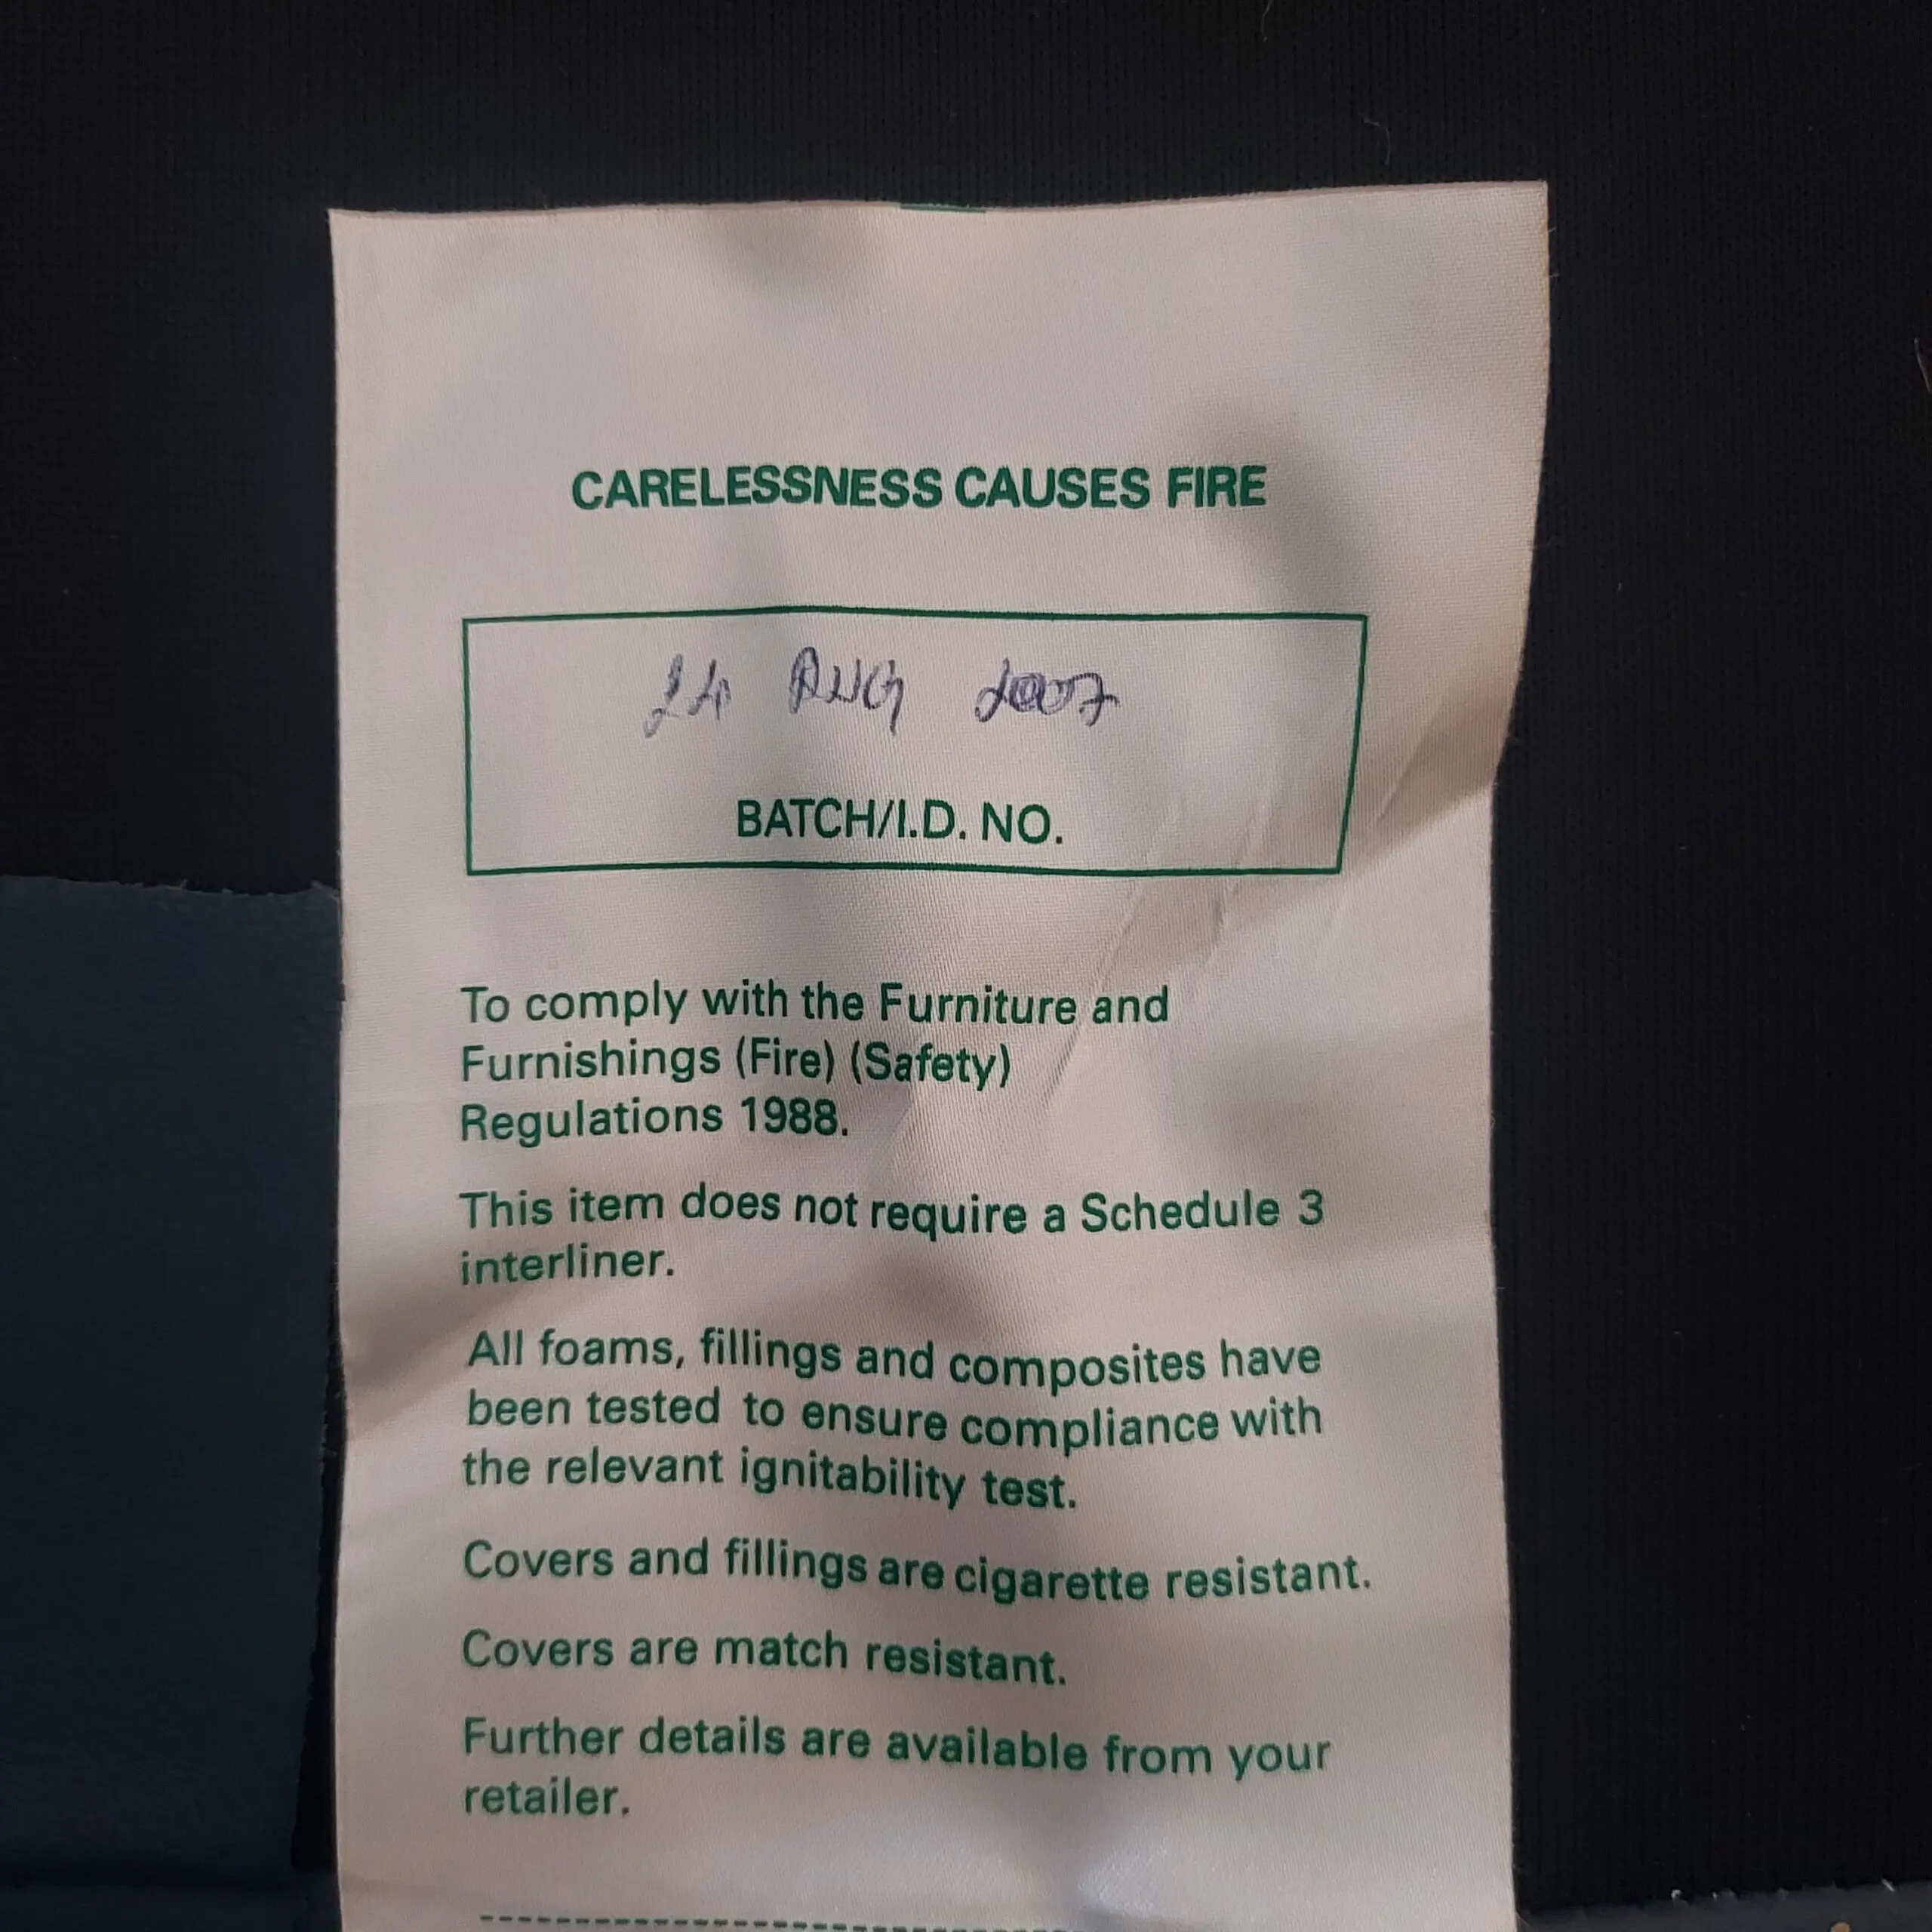 CARELESSNESS CAUSES FIRE
24 AUG 2007
BATCH/I.D. NO.
To comply with the Furniture and
Furnishings (Fire) (Safety)
Regulations 1988.
This item does not require a Schedule 3
interliner.
All foams, fillings and composites have
been tested to ensure compliance with
the relevant ignitability test.
Covers and fillings are cigarette resistant.
Covers are match resistant.
Further details are available from your
retailer.